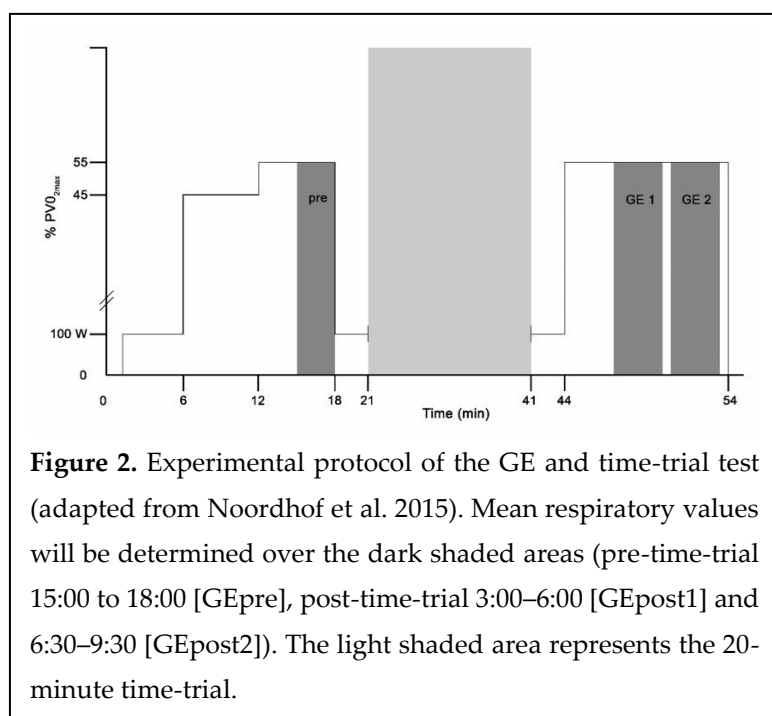 % PV0₂max
55
45
100 W
0
pre
GE 1
GE 2
0
6
12
18
21
41
44
54
Time (min)
Figure 2. Experimental protocol of the GE and time-trial test
(adapted from Noordhof et al. 2015). Mean respiratory values
will be determined over the dark shaded areas (pre-time-trial
15:00 to 18:00 [GEpre], post-time-trial 3:00–6:00 [GEpost1] and
6:30–9:30 [GEpost2]). The light shaded area represents the 20-
minute time-trial.